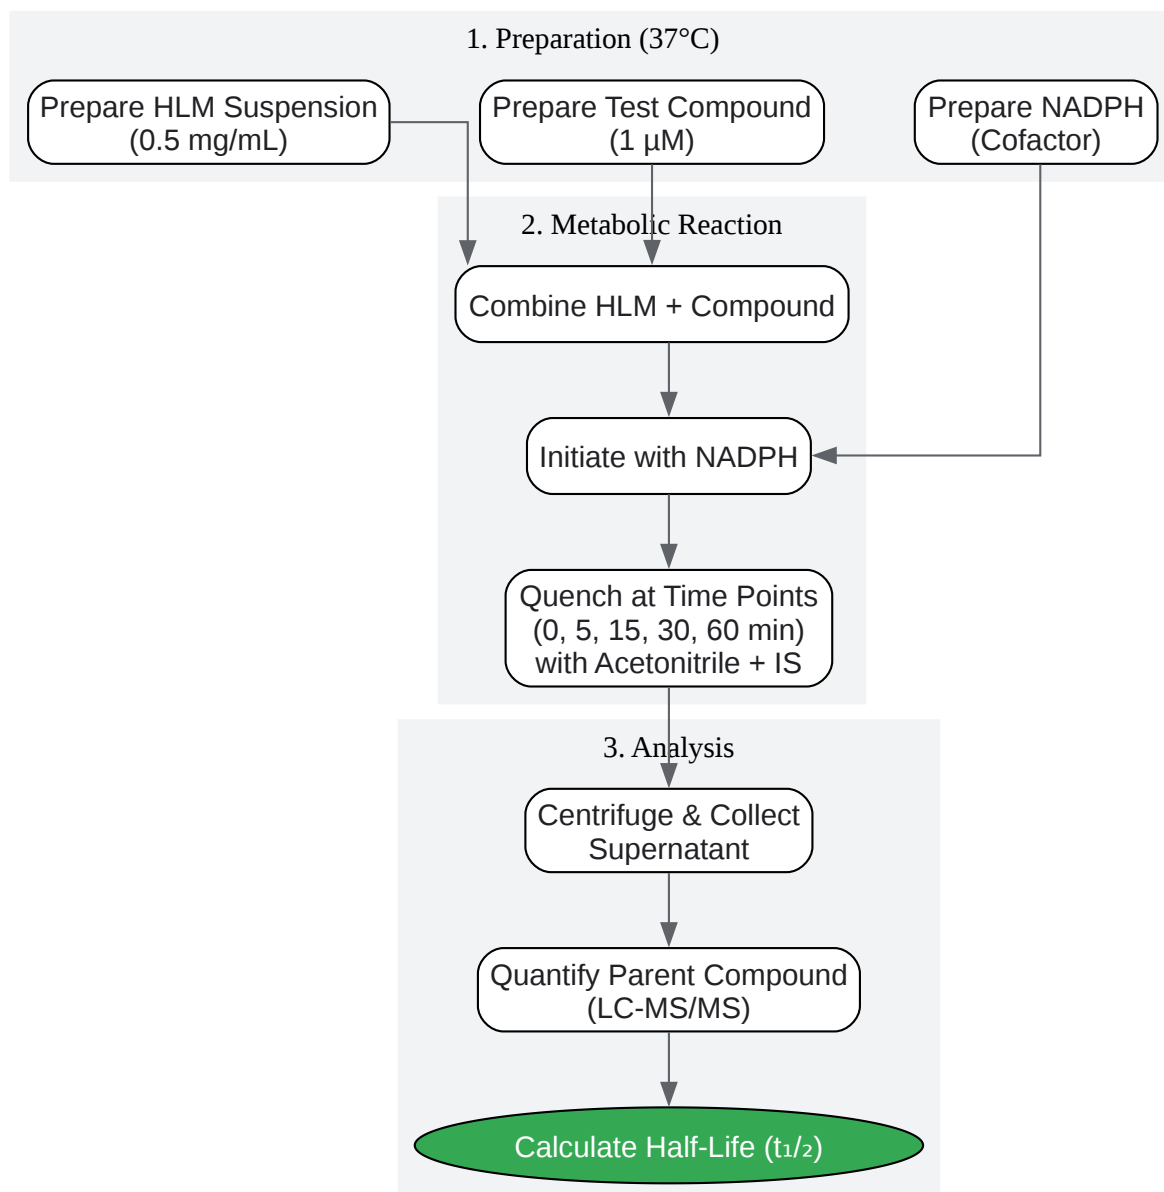 1. Preparation (37°C)
Prepare HLM Suspension
(0.5 mg/mL)
Prepare Test Compound
(1 µM)
Prepare NADPH
(Cofactor)
2. Metabolic Reaction
Combine HLM + Compound
Initiate with NADPH
Quench at Time Points
(0, 5, 15, 30, 60 min)
with Acetonitrile + IS
3. Analysis
Centrifuge & Collect
Supernatant
Quantify Parent Compound
(LC-MS/MS)
Calculate Half-Life (t₁/₂)